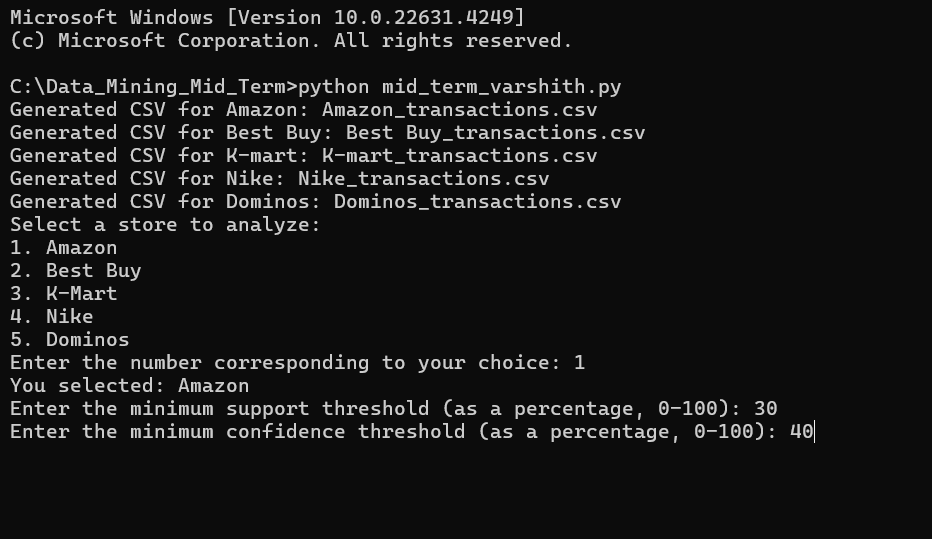 Microsoft Windows [Version 10.0.22631.4249]
(c) Microsoft Corporation. All rights reserved.
C:\Data_Mining_Mid_Term>python mid_term_varshith.py
Generated CSV for Amazon: Amazon_transactions.csv
Generated CSV for Best Buy: Best Buy_transactions.csv
Generated CSV for K-mart: K-mart_transactions.csv
Generated CSV for Nike: Nike_transactions.csv
Generated CSV for Dominos: Dominos_transactions.csv
Select a store to analyze:
1. Amazon
2. Best Buy
3. K-Mart
4. Nike
5. Dominos
Enter the number corresponding to your choice: 1
You selected: Amazon
Enter the minimum support threshold (as a percentage, 0-100): 30
Enter the minimum confidence threshold (as a percentage, 0-100): 40